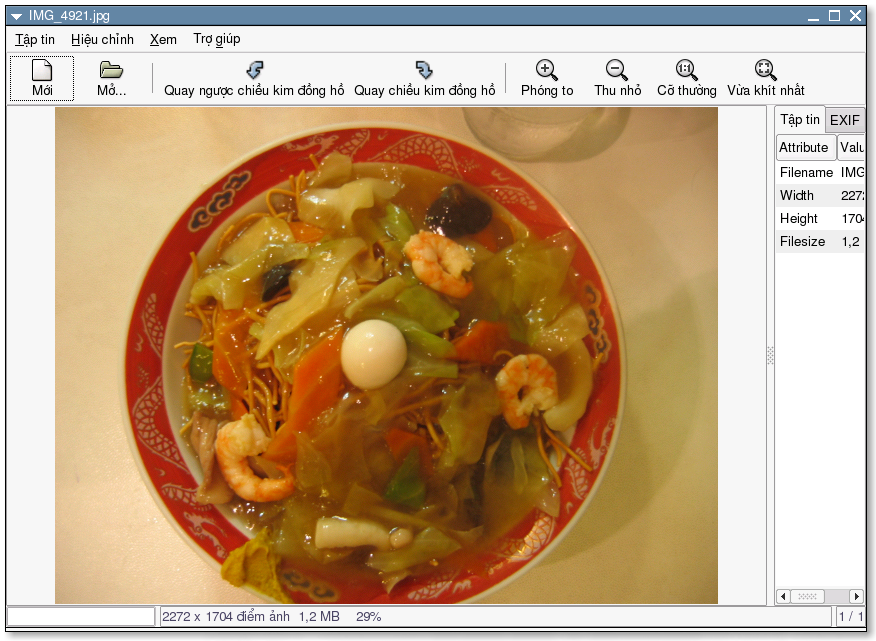 IMG_4921.jpg
Tập tin Hiệu chỉnh Xem Trợ giúp
Mới Mở... Quay ngược chiều kim đồng hồ Quay chiều kim đồng hồ Phóng to Thu nhỏ Cỡ thường Vừa khít nhất
Tập tin EXIF
Attribute Valu
Filename IMG
Width 2272
Height 1704
Filesize 1,2
2272 x 1704 điểm ảnh 1,2 MB 29% 1 / 1